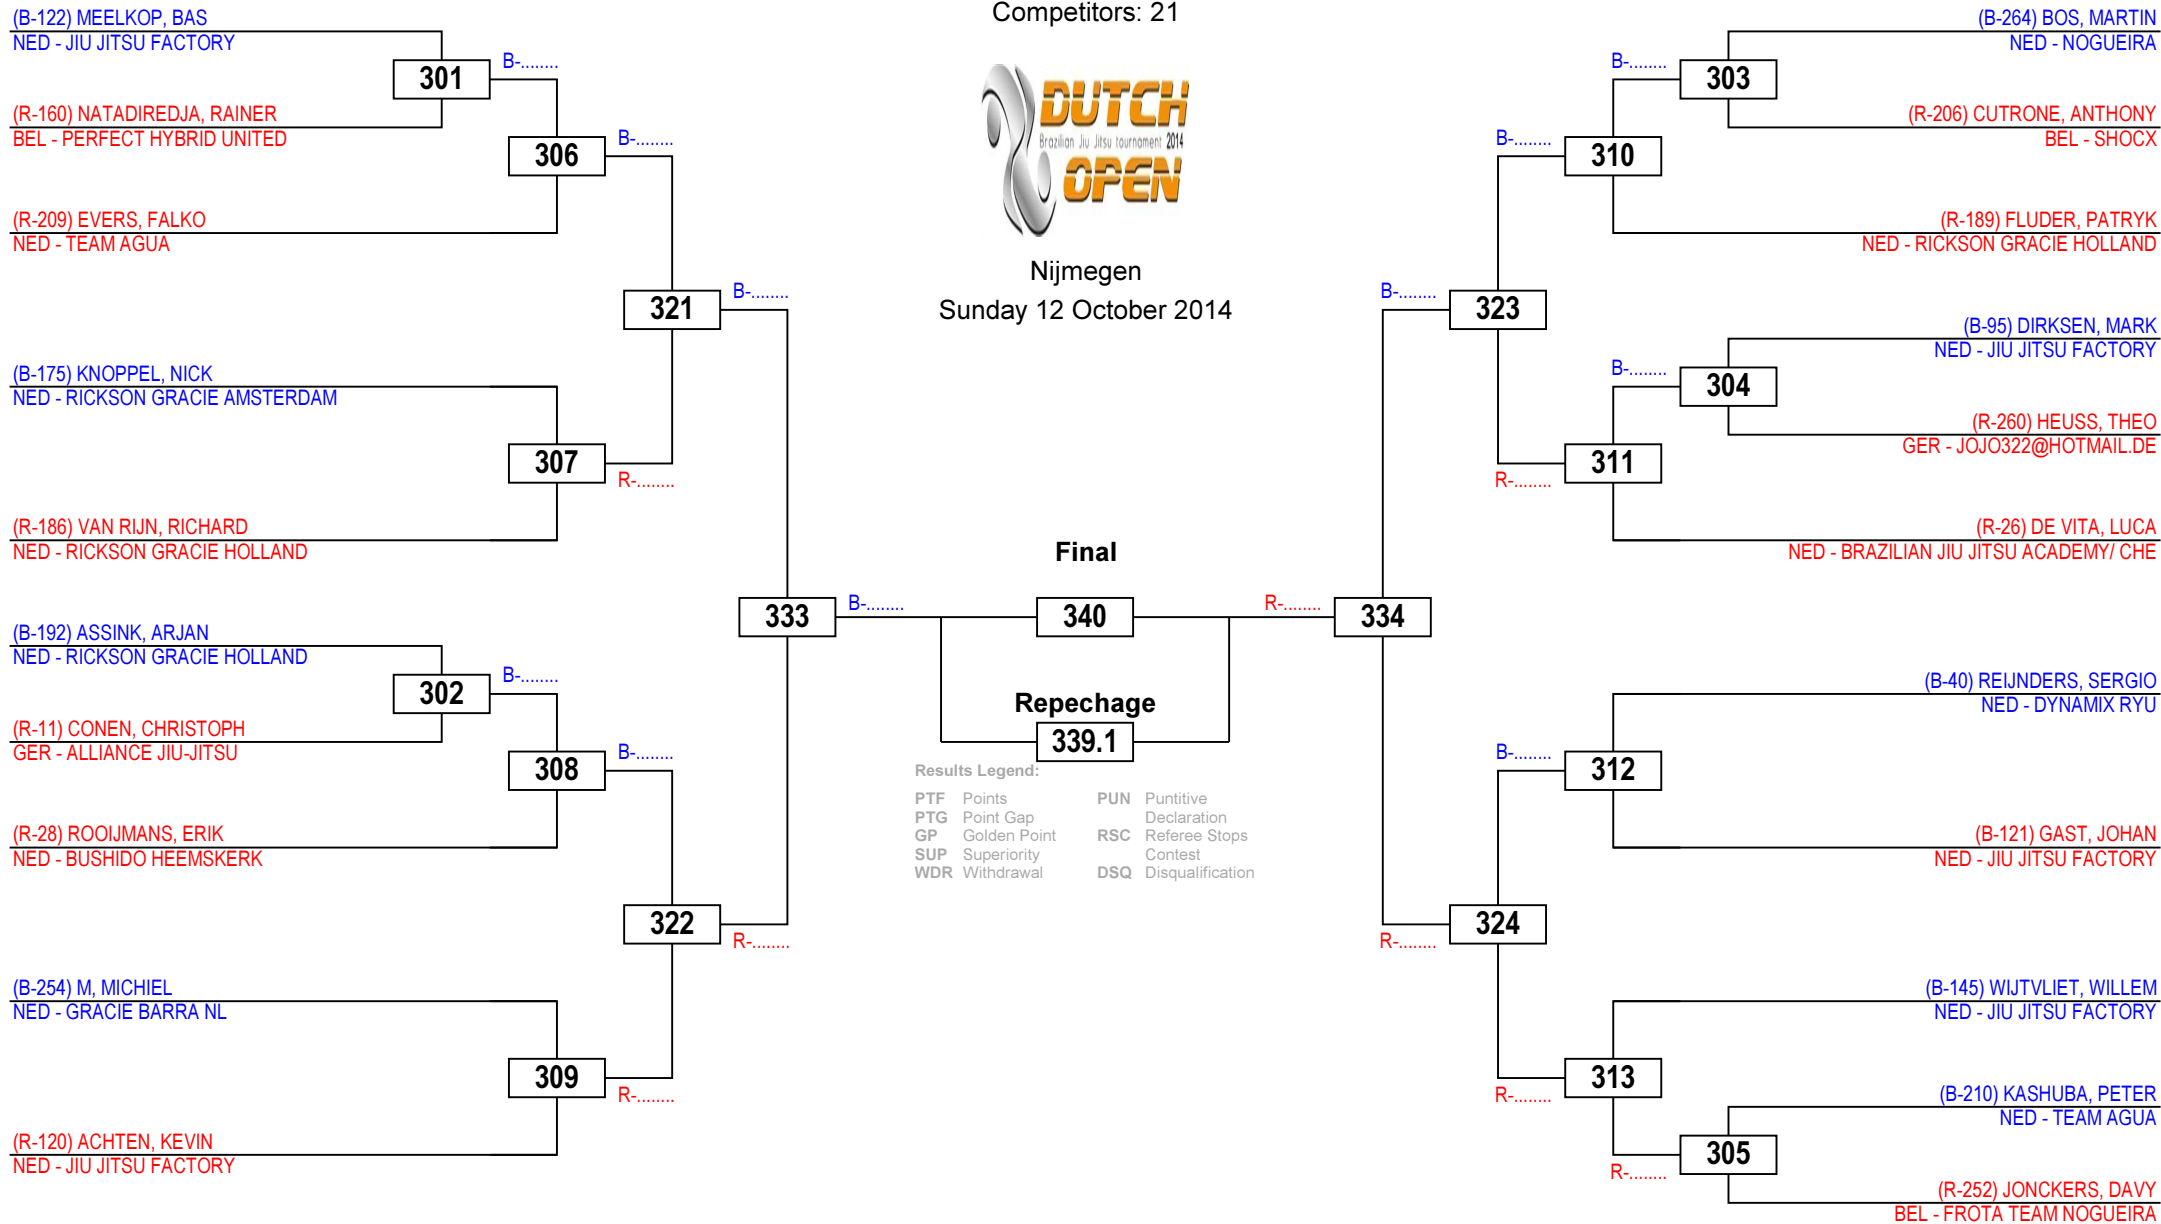 Competitors: 21
DUTCH
Brazilian Jiu Jitsu tournament 2014
OPEN
Nijmegen
Sunday 12 October 2014
(B-122) MEELKOP, BAS
NED - JIU JITSU FACTORY
301
B-........
(R-160) NATADIREDJA, RAINER
BEL - PERFECT HYBRID UNITED
306
B-........
(R-209) EVERS, FALKO
NED - TEAM AGUA
321
B-........
(B-175) KNOPPEL, NICK
NED - RICKSON GRACIE AMSTERDAM
307
R-........
(R-186) VAN RIJN, RICHARD
NED - RICKSON GRACIE HOLLAND
333
B-........
(B-192) ASSINK, ARJAN
NED - RICKSON GRACIE HOLLAND
302
B-........
(R-11) CONEN, CHRISTOPH
GER - ALLIANCE JIU-JITSU
308
B-........
(R-28) ROOIJMANS, ERIK
NED - BUSHIDO HEEMSKERK
322
R-........
(B-254) M, MICHIEL
NED - GRACIE BARRA NL
309
R-........
(R-120) ACHTEN, KEVIN
NED - JIU JITSU FACTORY
Final
340
Repechage
339.1
Results Legend:
PTF Points
PTG Point Gap
GP Golden Point
SUP Superiority
WDR Withdrawal
PUN Puntitive
Declaration
RSC Referee Stops
Contest
DSQ Disqualification
(B-264) BOS, MARTIN
NED - NOGUEIRA
B-........
303
(R-206) CUTRONE, ANTHONY
BEL - SHOCX
B-........
310
(R-189) FLUDER, PATRYK
NED - RICKSON GRACIE HOLLAND
B-........
323
(B-95) DIRKSEN, MARK
NED - JIU JITSU FACTORY
B-........
304
(R-260) HEUSS, THEO
GER - JOJO322@HOTMAIL.DE
311
R-........
(R-26) DE VITA, LUCA
NED - BRAZILIAN JIU JITSU ACADEMY/ CHE
R-........
334
(B-40) REIJNDERS, SERGIO
NED - DYNAMIX RYU
B-........
312
(B-121) GAST, JOHAN
NED - JIU JITSU FACTORY
324
R-........
(B-145) WIJTVLIET, WILLEM
NED - JIU JITSU FACTORY
313
R-........
(B-210) KASHUBA, PETER
NED - TEAM AGUA
305
R-........
(R-252) JONCKERS, DAVY
BEL - FROTA TEAM NOGUEIRA